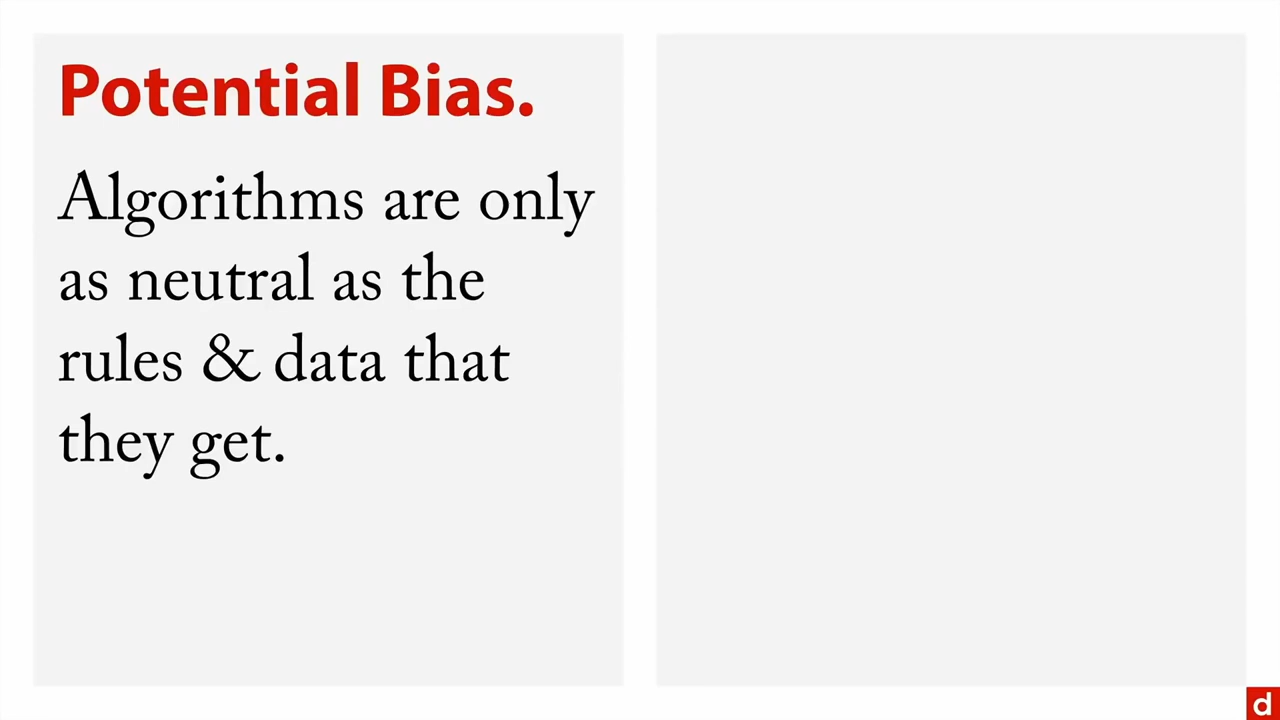 Potential Bias.
Algorithms are only
as neutral as the
rules & data that
they get.
d